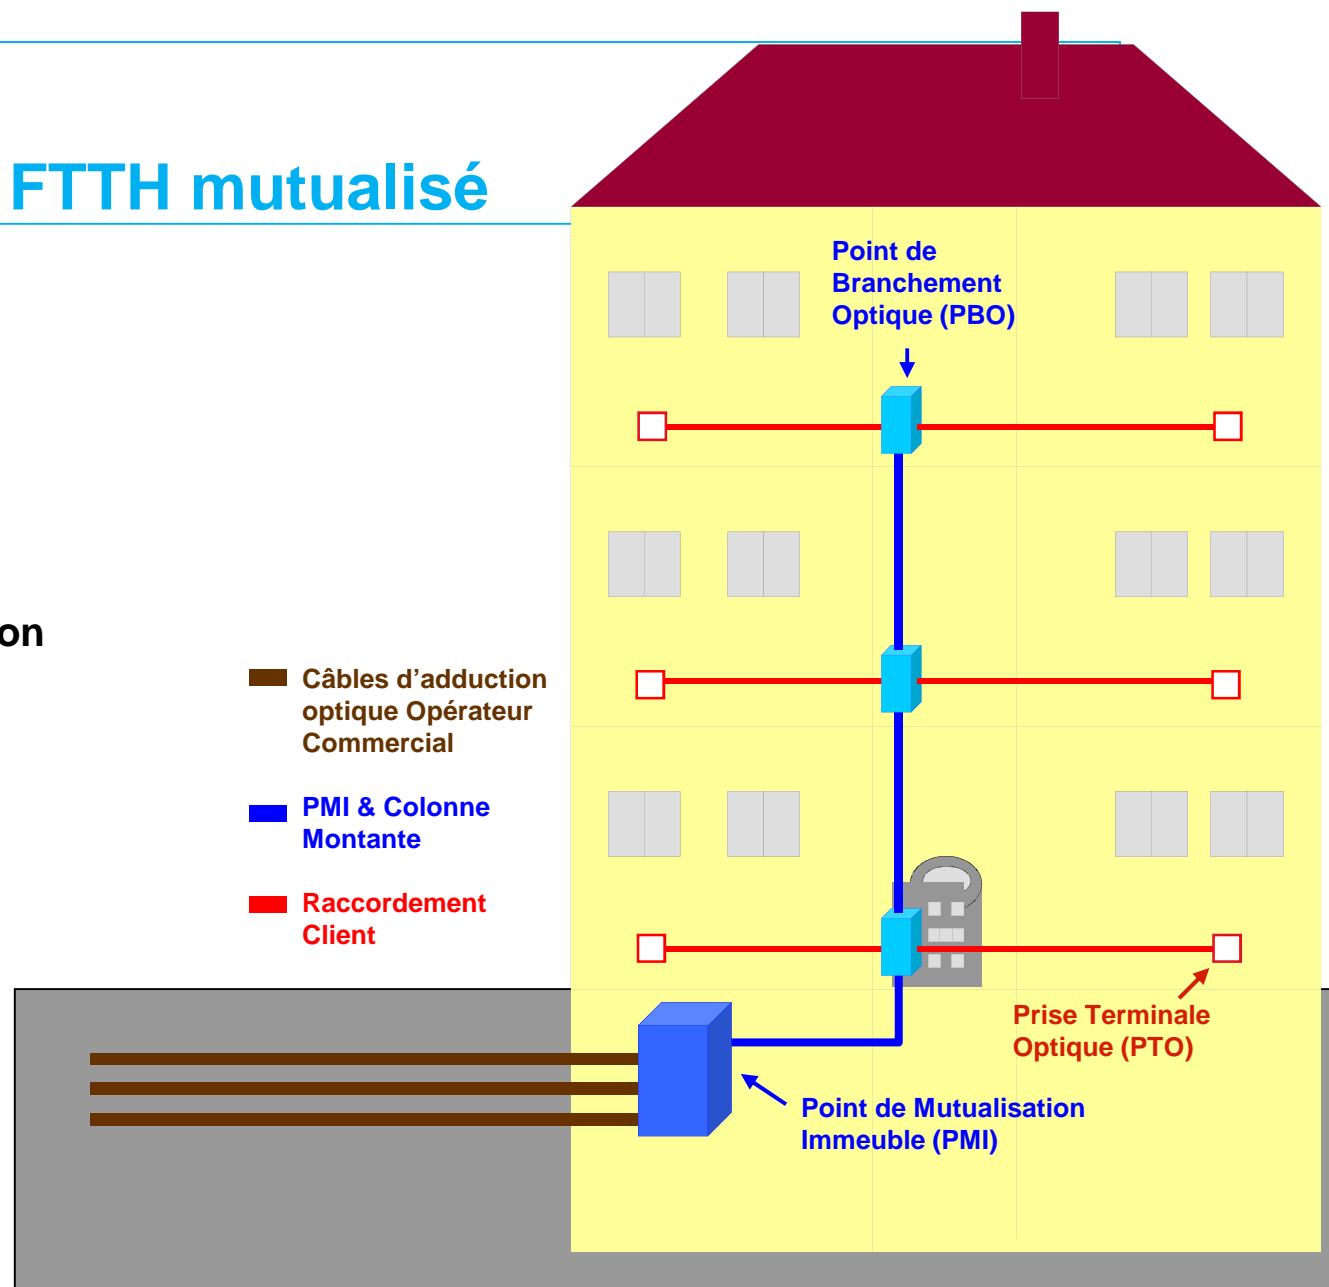 FTTH mutualisé
Point de
Branchement
Optique (PBO)
on
Câbles d’adduction
optique Opérateur
Commercial
PMI & Colonne
Montante
Raccordement
Client
Prise Terminale
Optique (PTO)
Point de Mutualisation
Immeuble (PMI)